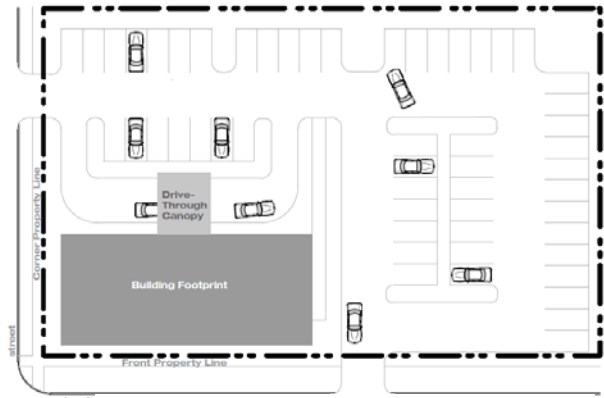 Drive-
Through
Canopy
Corner Property Line
Building Footprint
street
Front Property Line